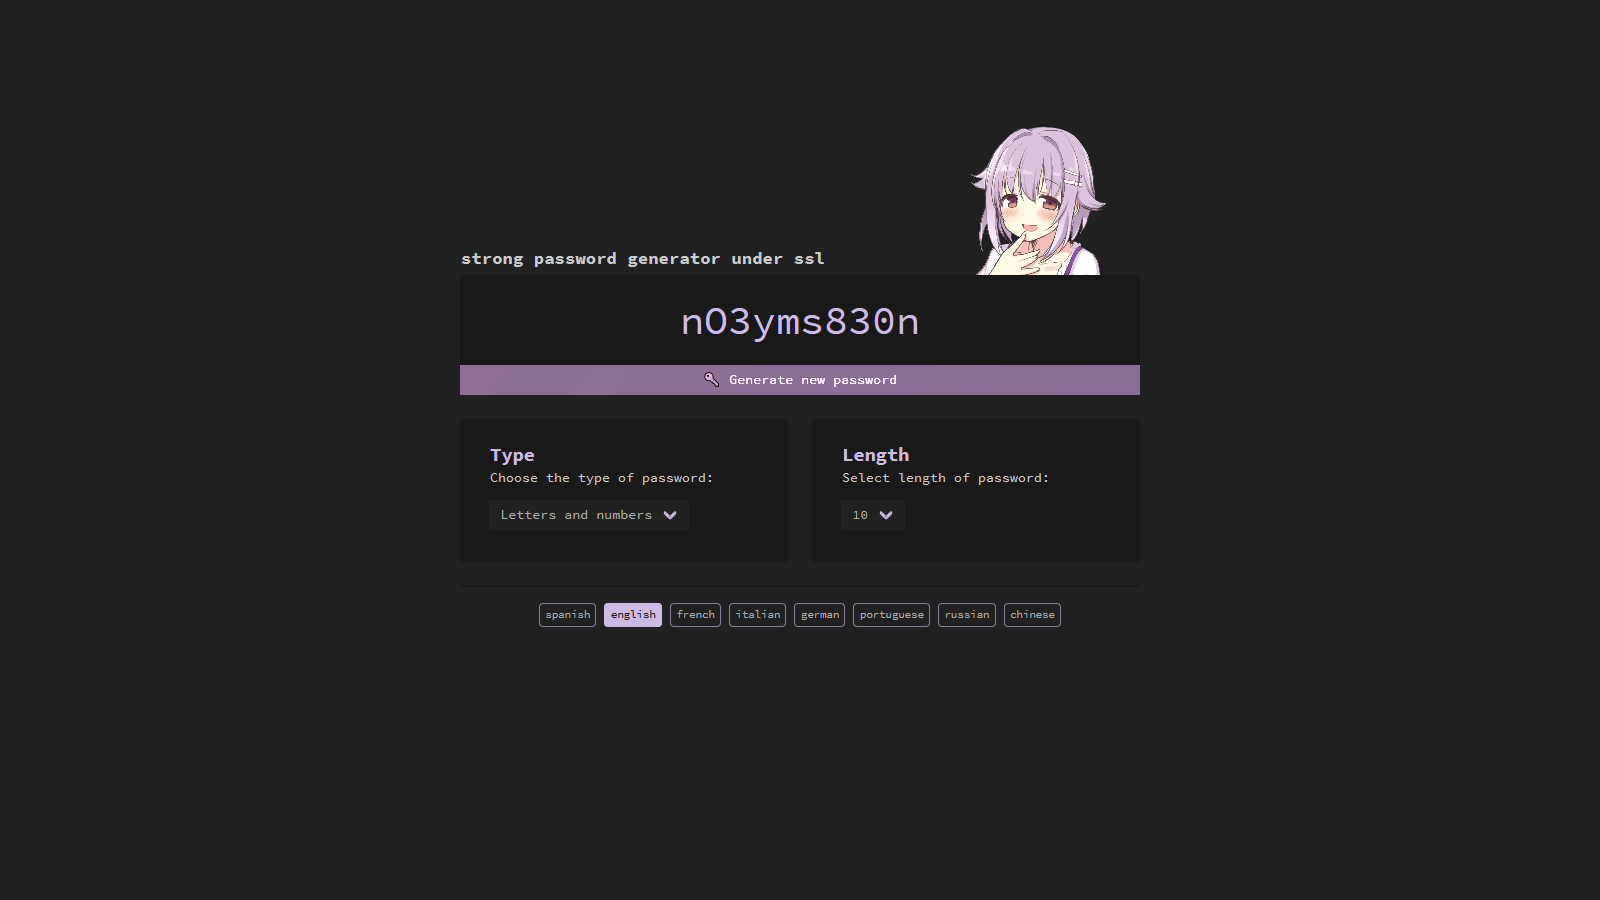 strong password generator under ssl
nO3yms830n
Generate new password
Type
Choose the type of password:
Letters and numbers
Length
Select length of password:
10
spanish english french italian german portuguese russian chinese